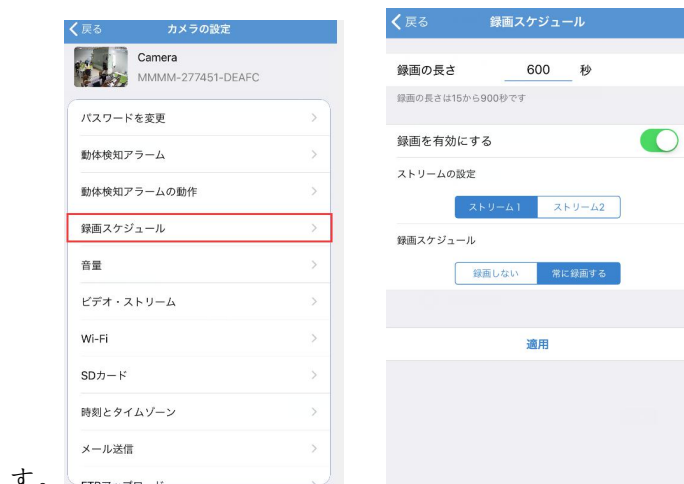 戻る
カメラの設定
Camera
MMMM-277451-DEAFC
パスワードを変更
動体検知アラーム
動体検知アラームの動作
録画スケジュール
音量
ビデオ・ストリーム
Wi-Fi
SDカード
時刻とタイムゾーン
メール送信
す。
戻る
録画スケジュール
録画の長さ 600 秒
録画の長さは15から900秒です
録画を有効にする
ストリームの設定
ストリーム1 ストリーム2
録画スケジュール
録画しない 常に録画する
適用